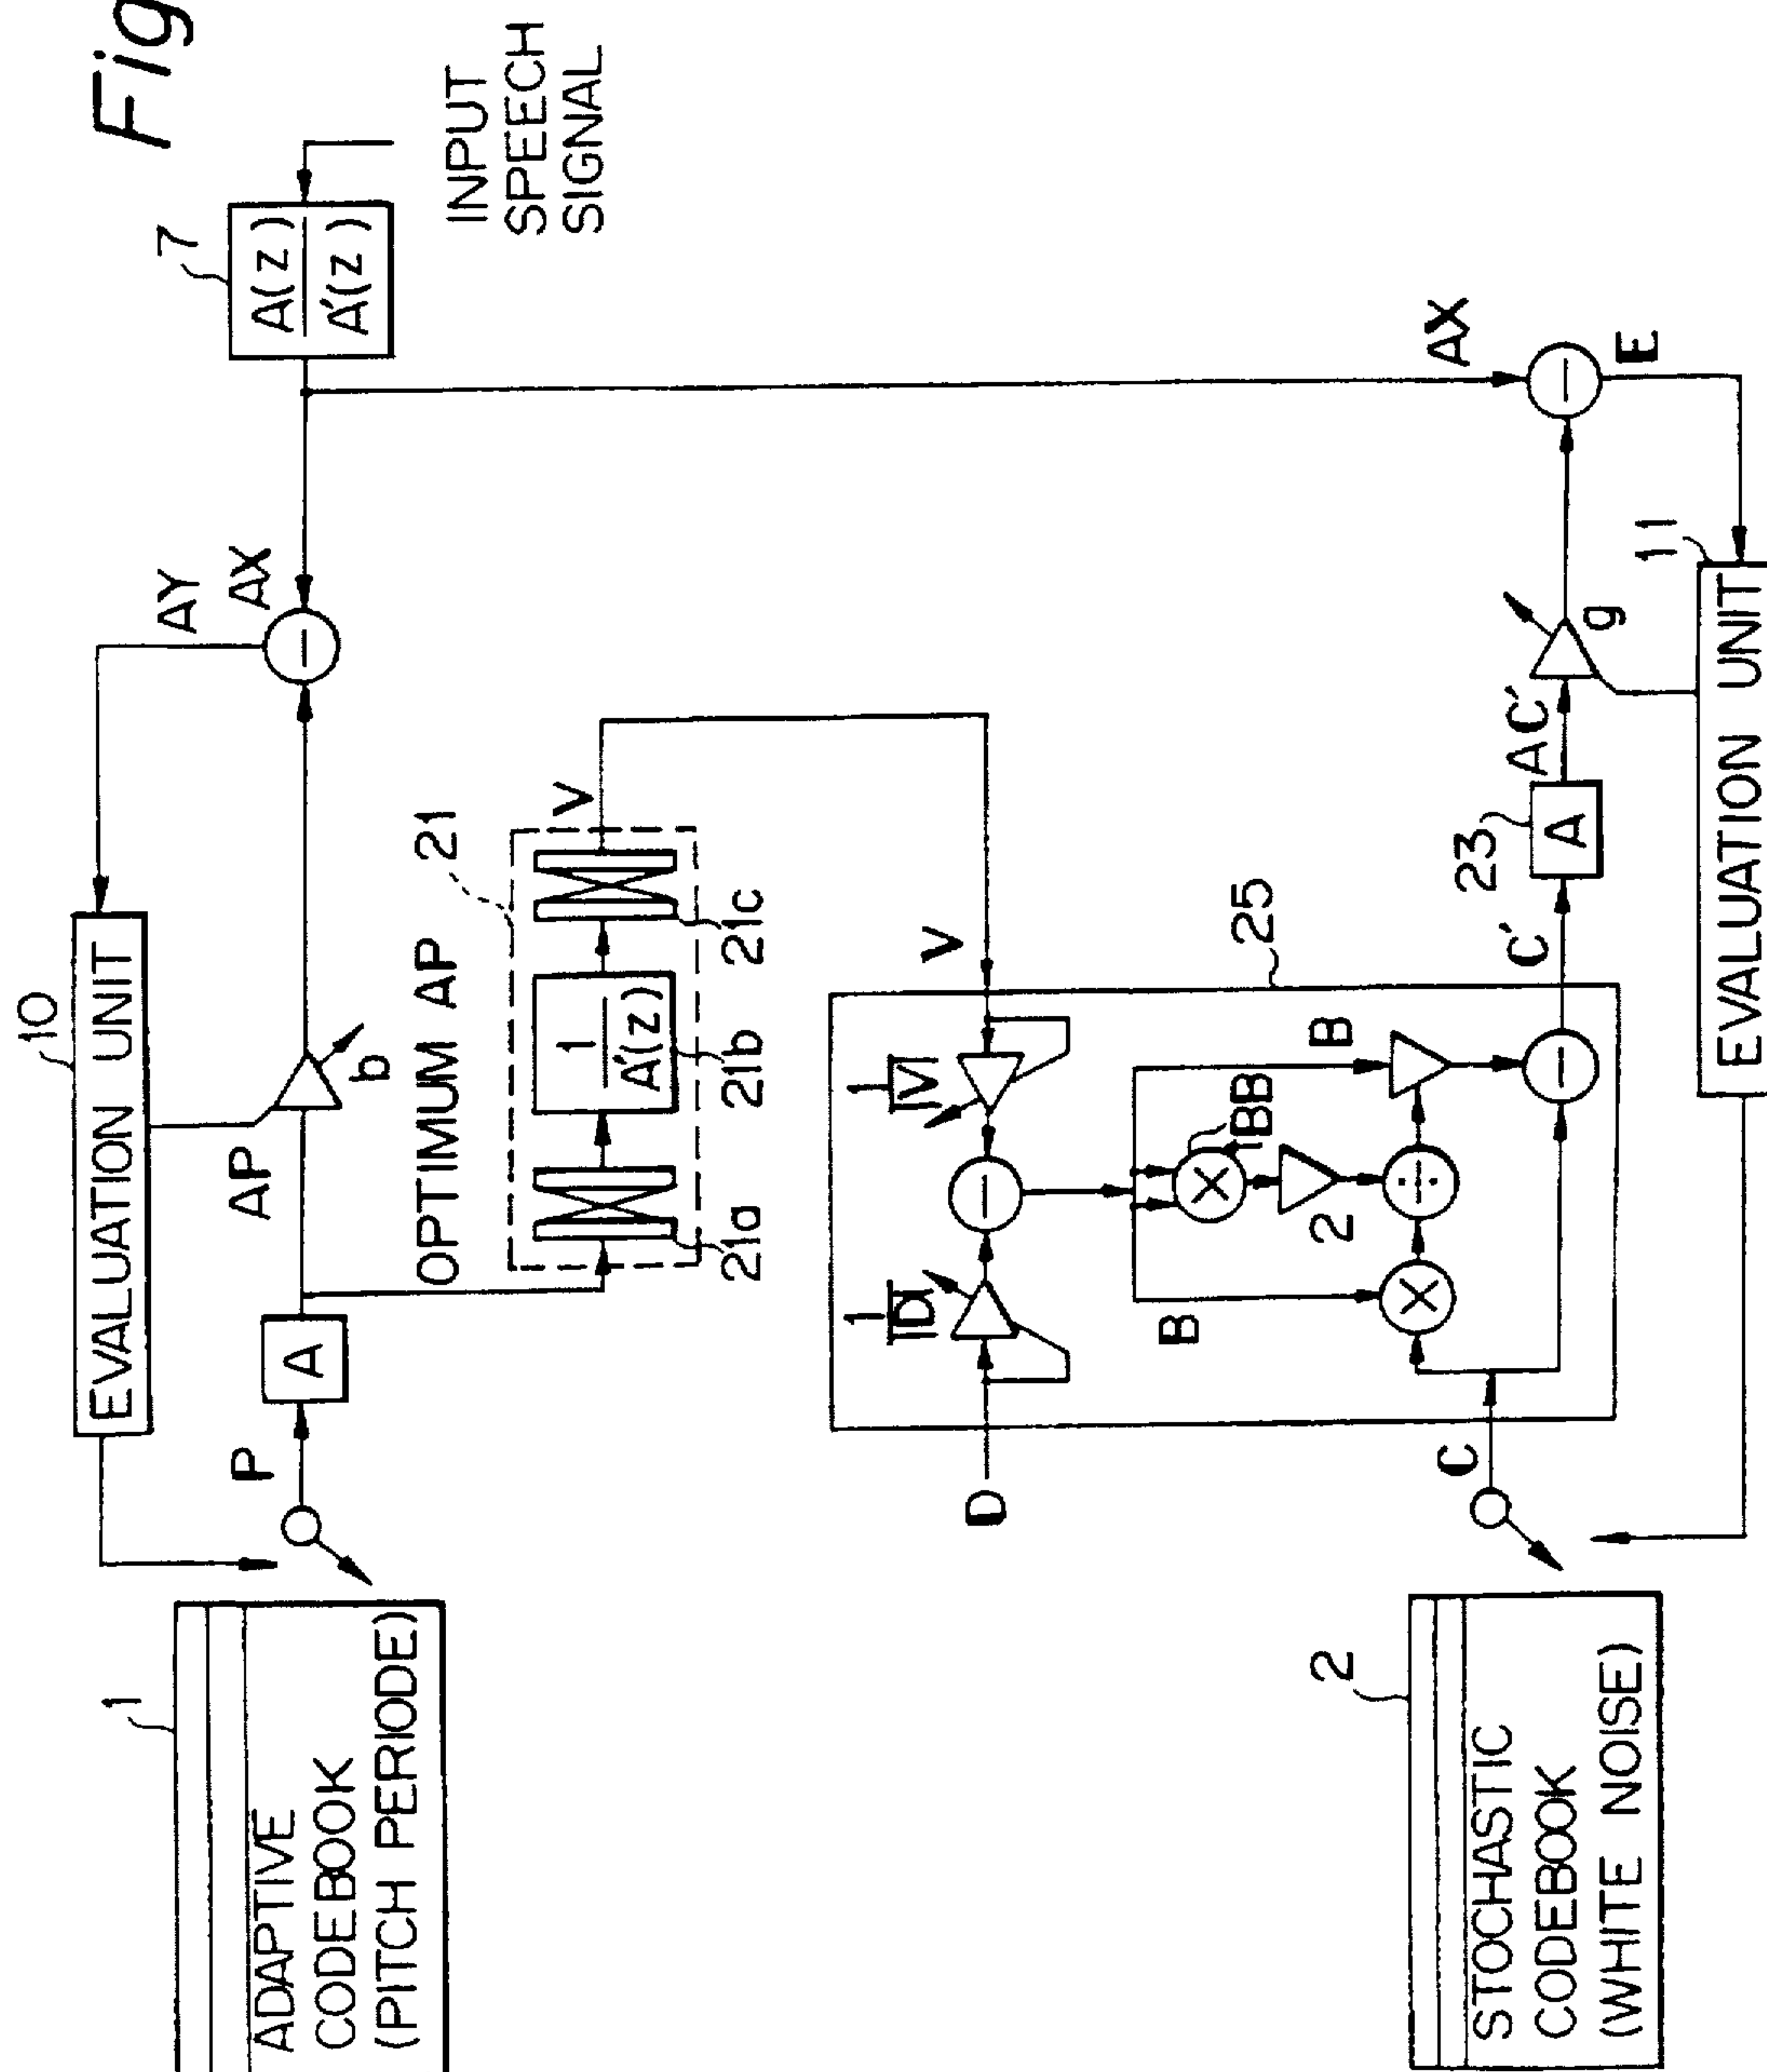 Fig
7
A(z)
A'(z)
INPUT
SPEECH
SIGNAL
10
EVALUATION UNIT
AY
AX
AP
b
A
P
1
ADAPTIVE
CODEBOOK
(PITCH PERIODE)
OPTIMUM AP
21
V
21a
1
A'(z)
21b
21c
V
25
1
|D|
1
|V|
D
B
BB
B
2
C
C'
23
A
AC'
g
AX
E
11
EVALUATION UNIT
2
STOCHASTIC
CODEBOOK
(WHITE NOISE)